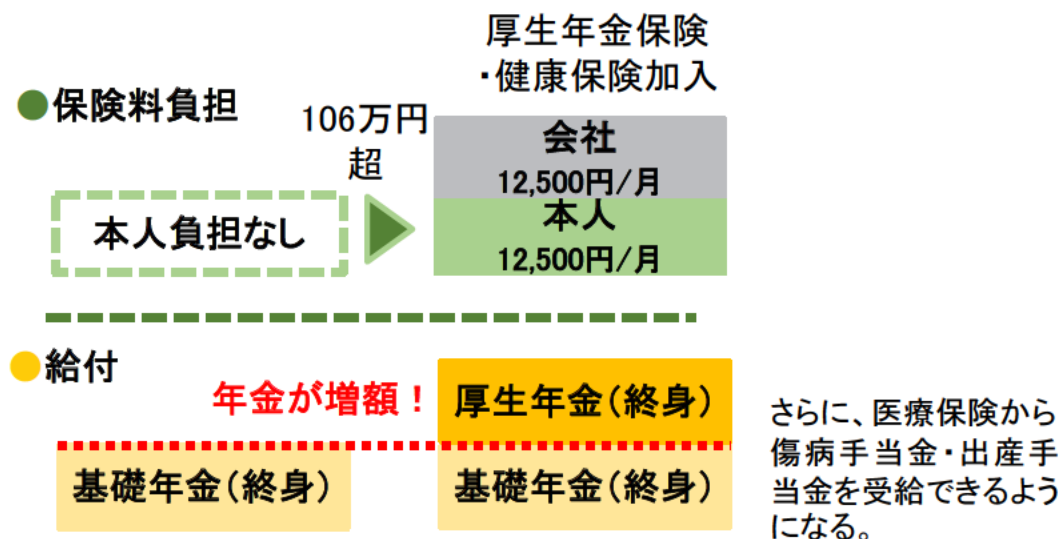 厚生年金保険
・健康保険加入
●保険料負担
106万円
超
会社
12,500円/月
本人負担なし
本人
12,500円/月
●給付
年金が増額！
厚生年金(終身)
基礎年金(終身)
基礎年金(終身)
さらに、医療保険から
傷病手当金・出産手
当金を受給できるよう
になる。